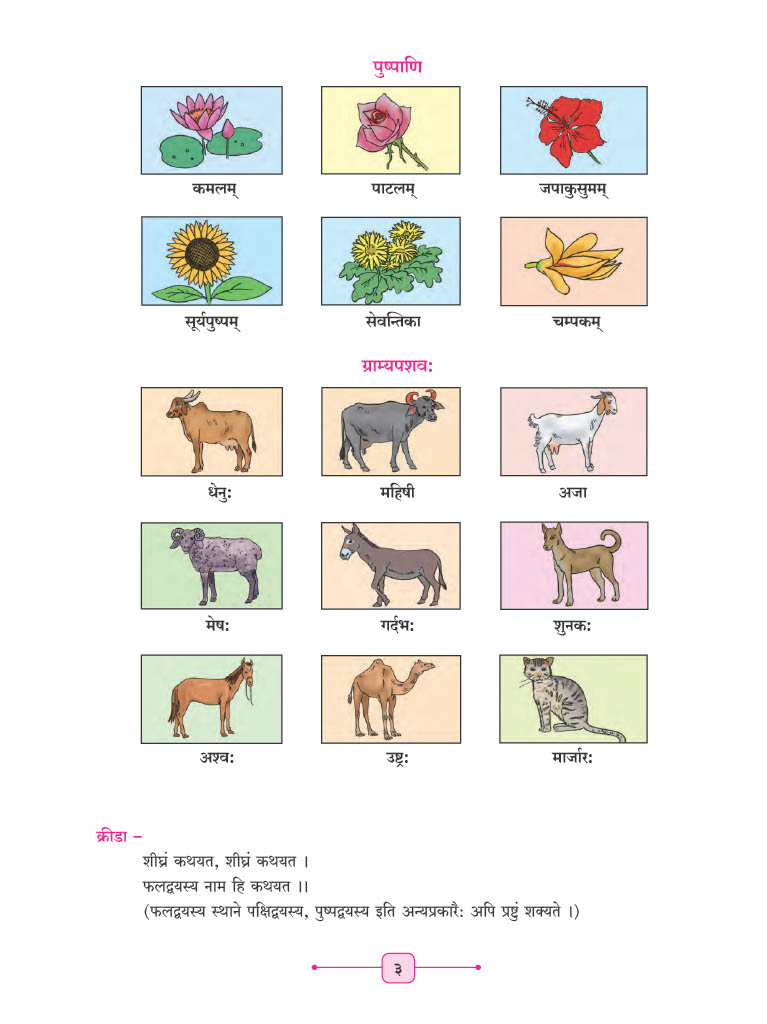 पुष्पाणि
कमलम् पाटलम् जपाकुसुमम्
सूर्यपुष्पम् सेवन्तिका चम्पकम्
ग्राम्यपशव:
धेनु: महिषी अजा
मेष: गर्दभ: शुनक:
अश्व: उष्ट्र: मार्जार:
क्रीडा –
शीघ्रं कथयत, शीघ्रं कथयत ।
फलद्वयस्य नाम हि कथयत ।।
(फलद्वयस्य स्थाने पक्षिद्वयस्य, पुष्पद्वयस्य इति अन्यप्रकारै: अपि प्रष्टुं शक्यते ।)
३